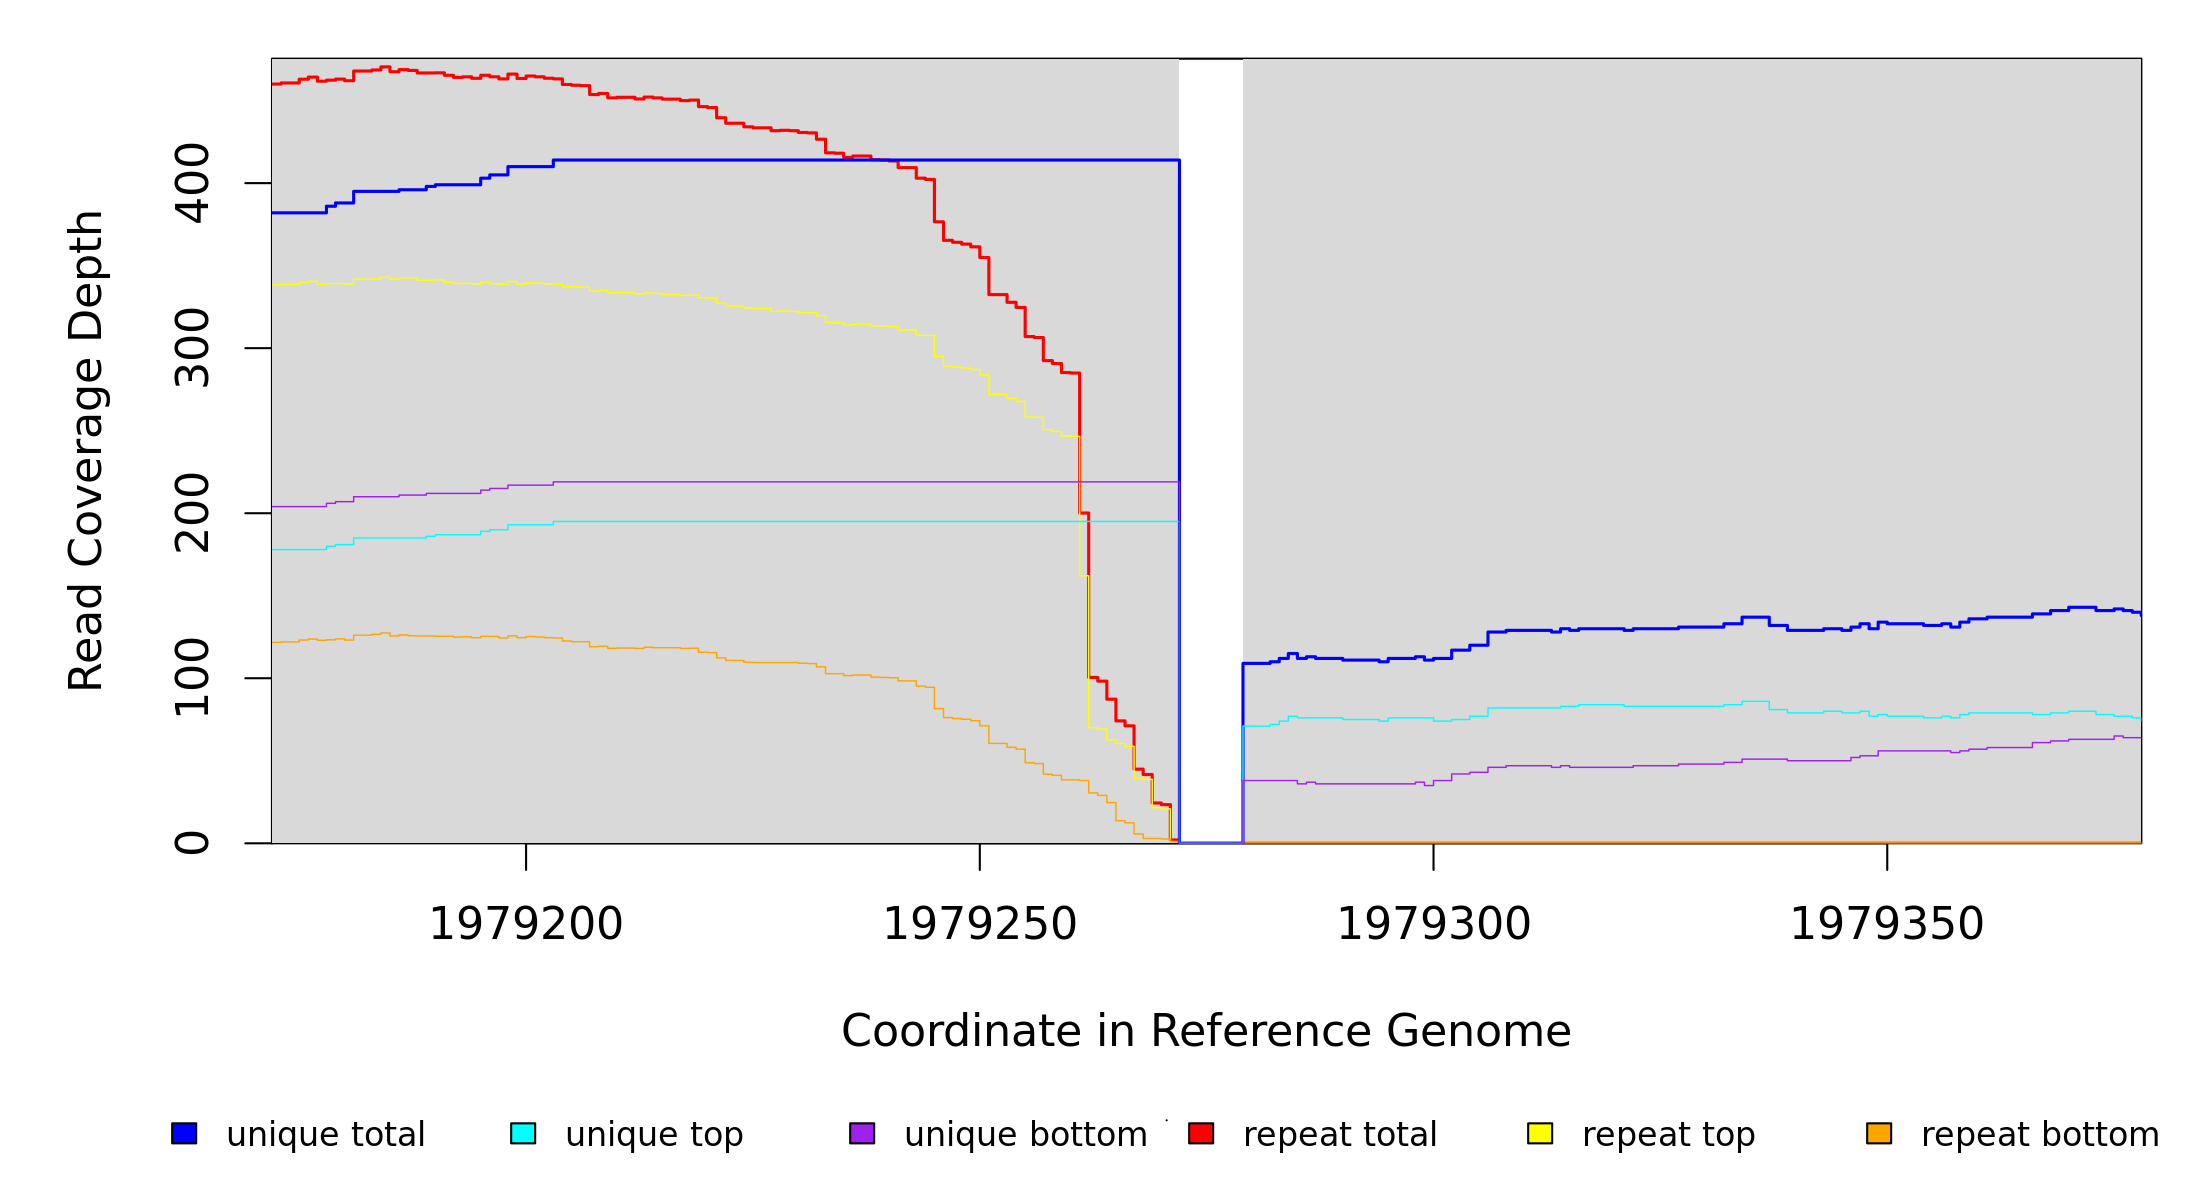 Read Coverage Depth
400
300
200
100
0
1979200 1979250 1979300 1979350
Coordinate in Reference Genome
unique total unique top unique bottom repeat total repeat top repeat bottom